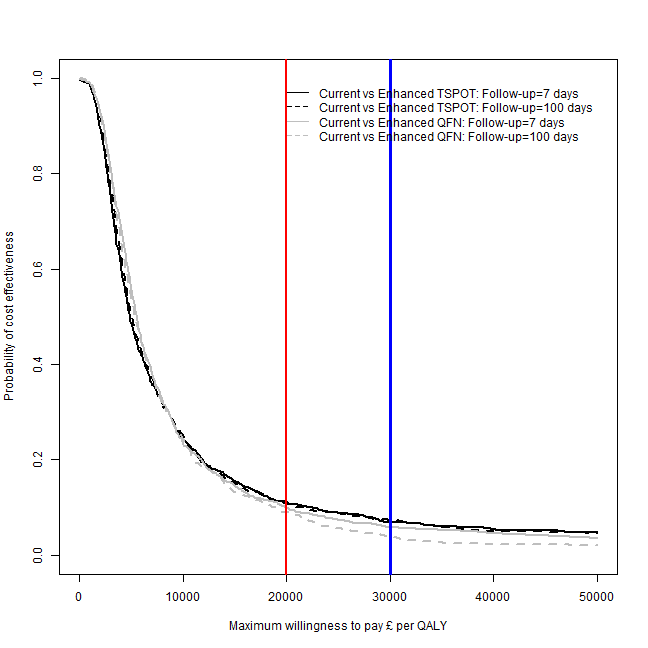 Current vs Enhanced TSPOT: Follow-up=7 days
Current vs Enhanced TSPOT: Follow-up=100 days
Current vs Enhanced QFN: Follow-up=7 days
Current vs Enhanced QFN: Follow-up=100 days
Probability of cost effectiveness
1.0
0.8
0.6
0.4
0.2
0.0
0 10000 20000 30000 40000 50000
Maximum willingness to pay £ per QALY